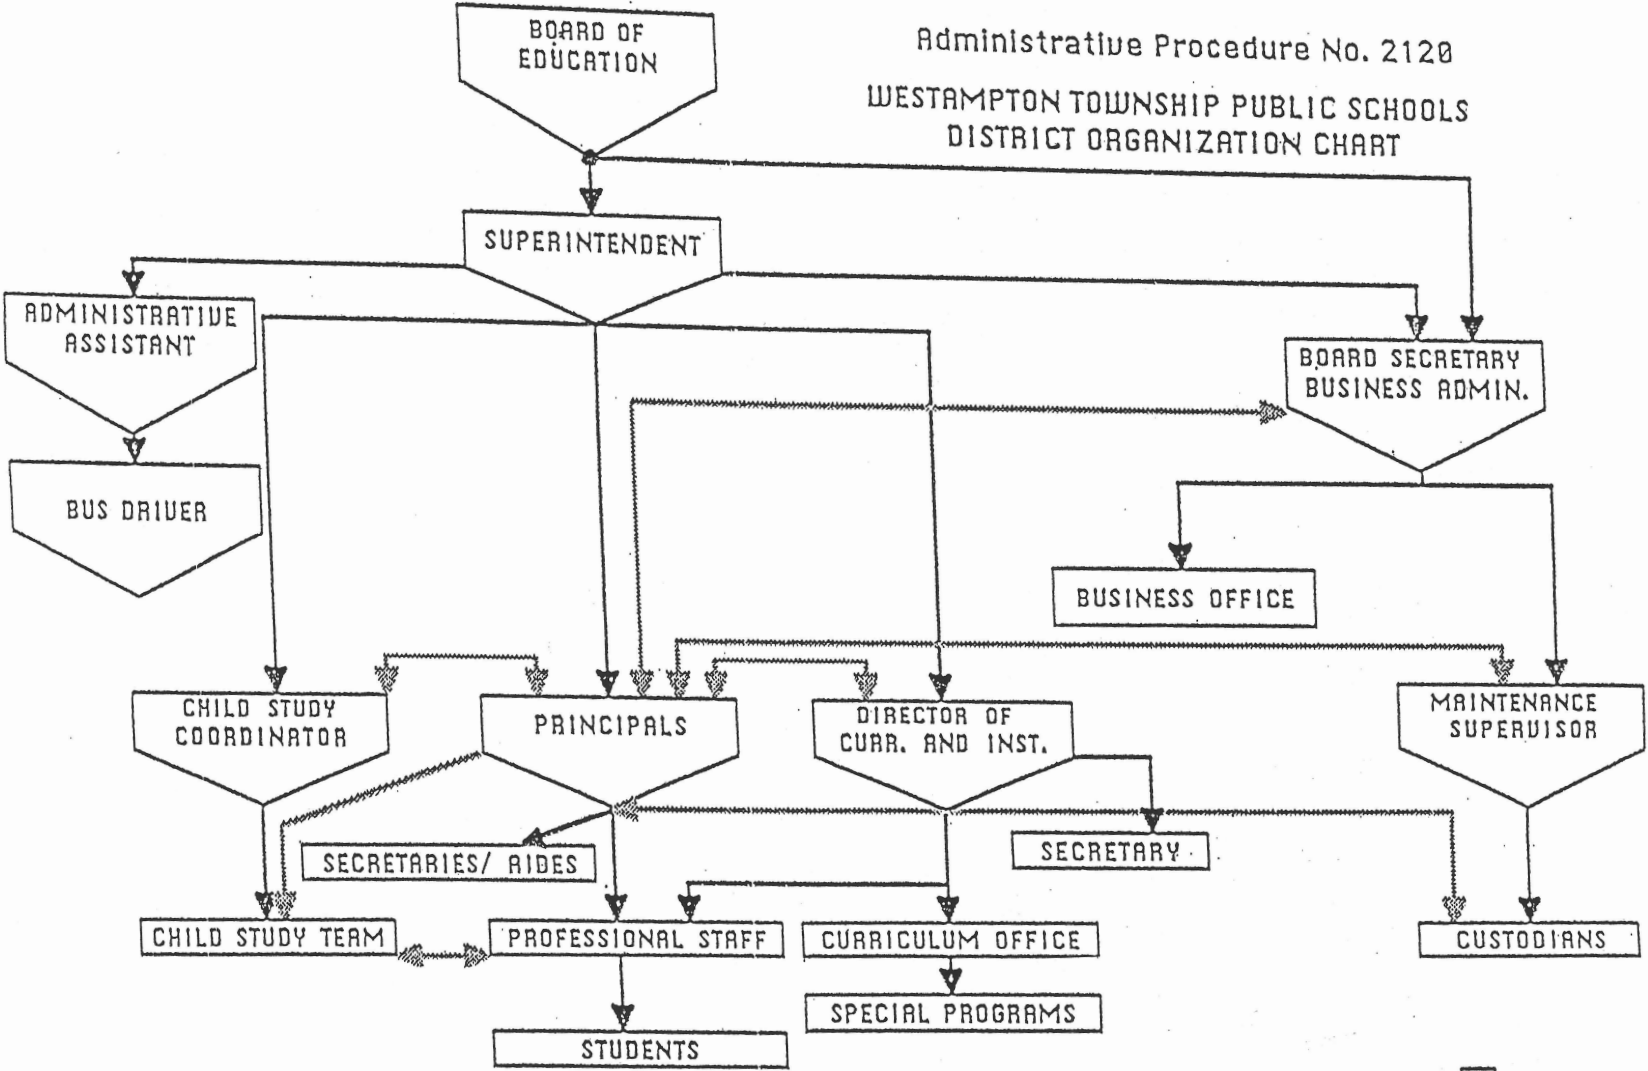 BOARD OF
EDUCATION
Administrative Procedure No. 2120
WESTAMPTON TOWNSHIP PUBLIC SCHOOLS
DISTRICT ORGANIZATION CHART
SUPERINTENDENT
ADMINISTRATIVE
ASSISTANT
BOARD SECRETARY
BUSINESS ADMIN.
BUS DRIVER
BUSINESS OFFICE
CHILD STUDY
COORDINATOR
PRINCIPALS
DIRECTOR OF
CURR. AND INST.
MAINTENANCE
SUPERVISOR
SECRETARIES/ AIDES
SECRETARY
CHILD STUDY TEAM
PROFESSIONAL STAFF
CURRICULUM OFFICE
CUSTODIANS
SPECIAL PROGRAMS
STUDENTS